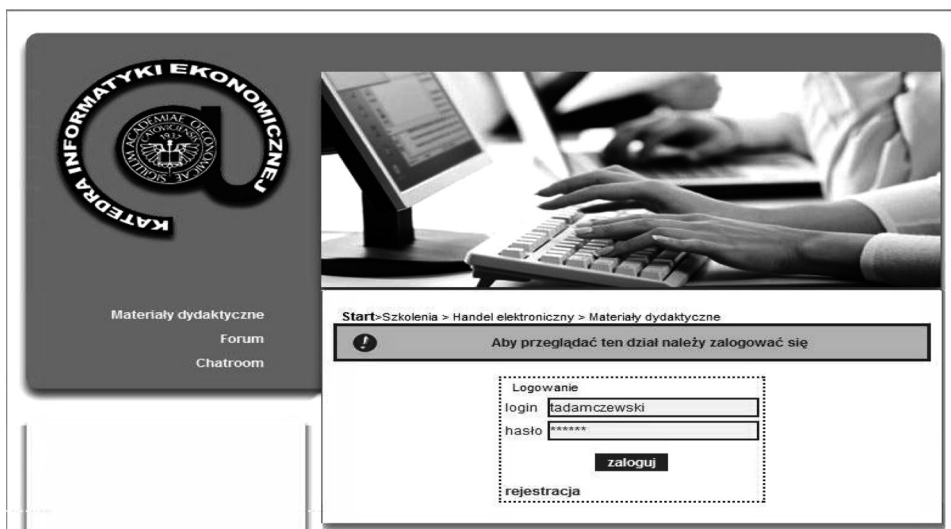 KATEDRA INFORMATYKI EKONOMICZNEJ
Materiały dydaktyczne
Forum
Chatroom
Start>Szkolenia > Handel elektroniczny > Materiały dydaktyczne
Aby przeglądać ten dział należy zalogować się
Logowanie
login tadamczewski
hasło ******
zaloguj
rejestracja